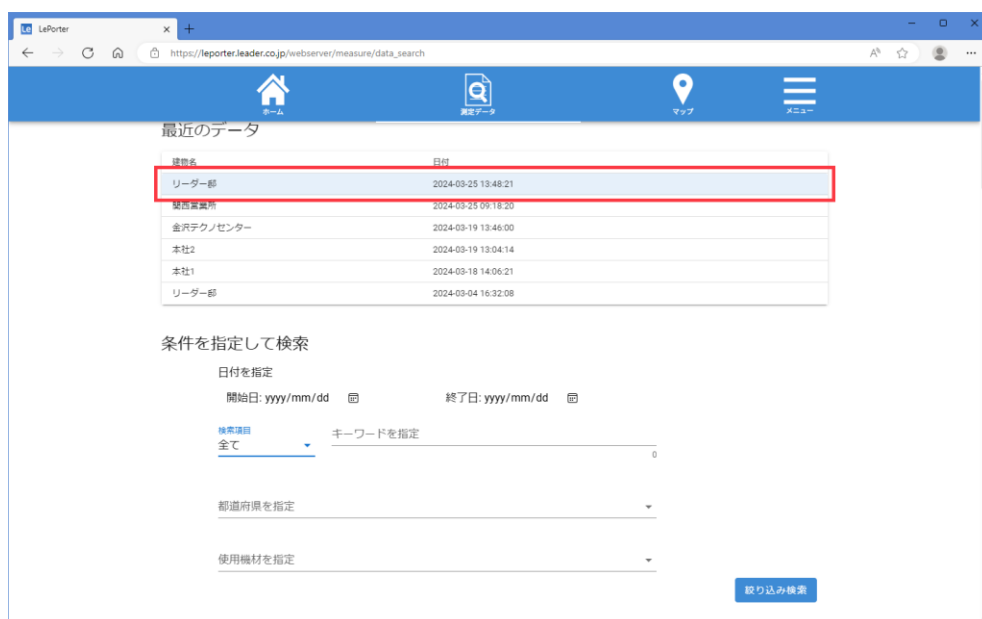 LePorter
https://leporter.leader.co.jp/webserver/measure/data_search
ホーム 測定データ マップ メニュー
最近のデータ
建物名 日付
リーダー邸 2024-03-25 13:48:21
関西営業所 2024-03-25 09:18:20
金沢テクノセンター 2024-03-19 13:46:00
本社2 2024-03-19 13:04:14
本社1 2024-03-18 14:06:21
リーダー邸 2024-03-04 16:32:08
条件を指定して検索
日付を指定
開始日: yyyy/mm/dd 終了日: yyyy/mm/dd
検索項目
全て キーワードを指定
0
都道府県を指定
使用機材を指定
絞り込み検索